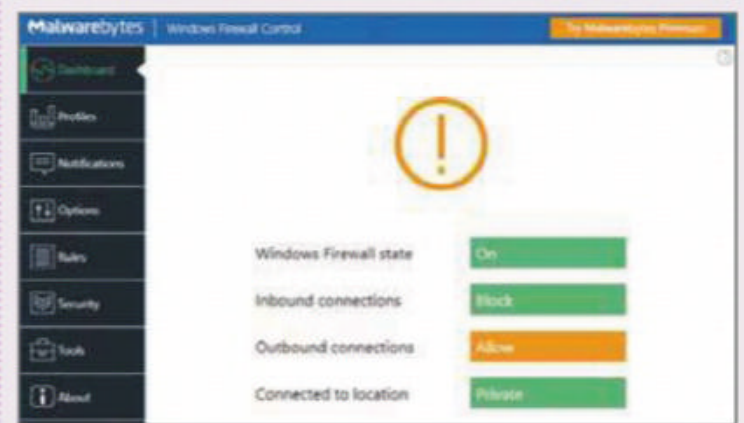 Malwarebytes | Windows Firewall Control
Try Malwarebytes Premium
Dashboard
Profiles
Notifications
Options
Rules
Security
Tools
About
Windows Firewall state On
Inbound connections Block
Outbound connections Allow
Connected to location Private